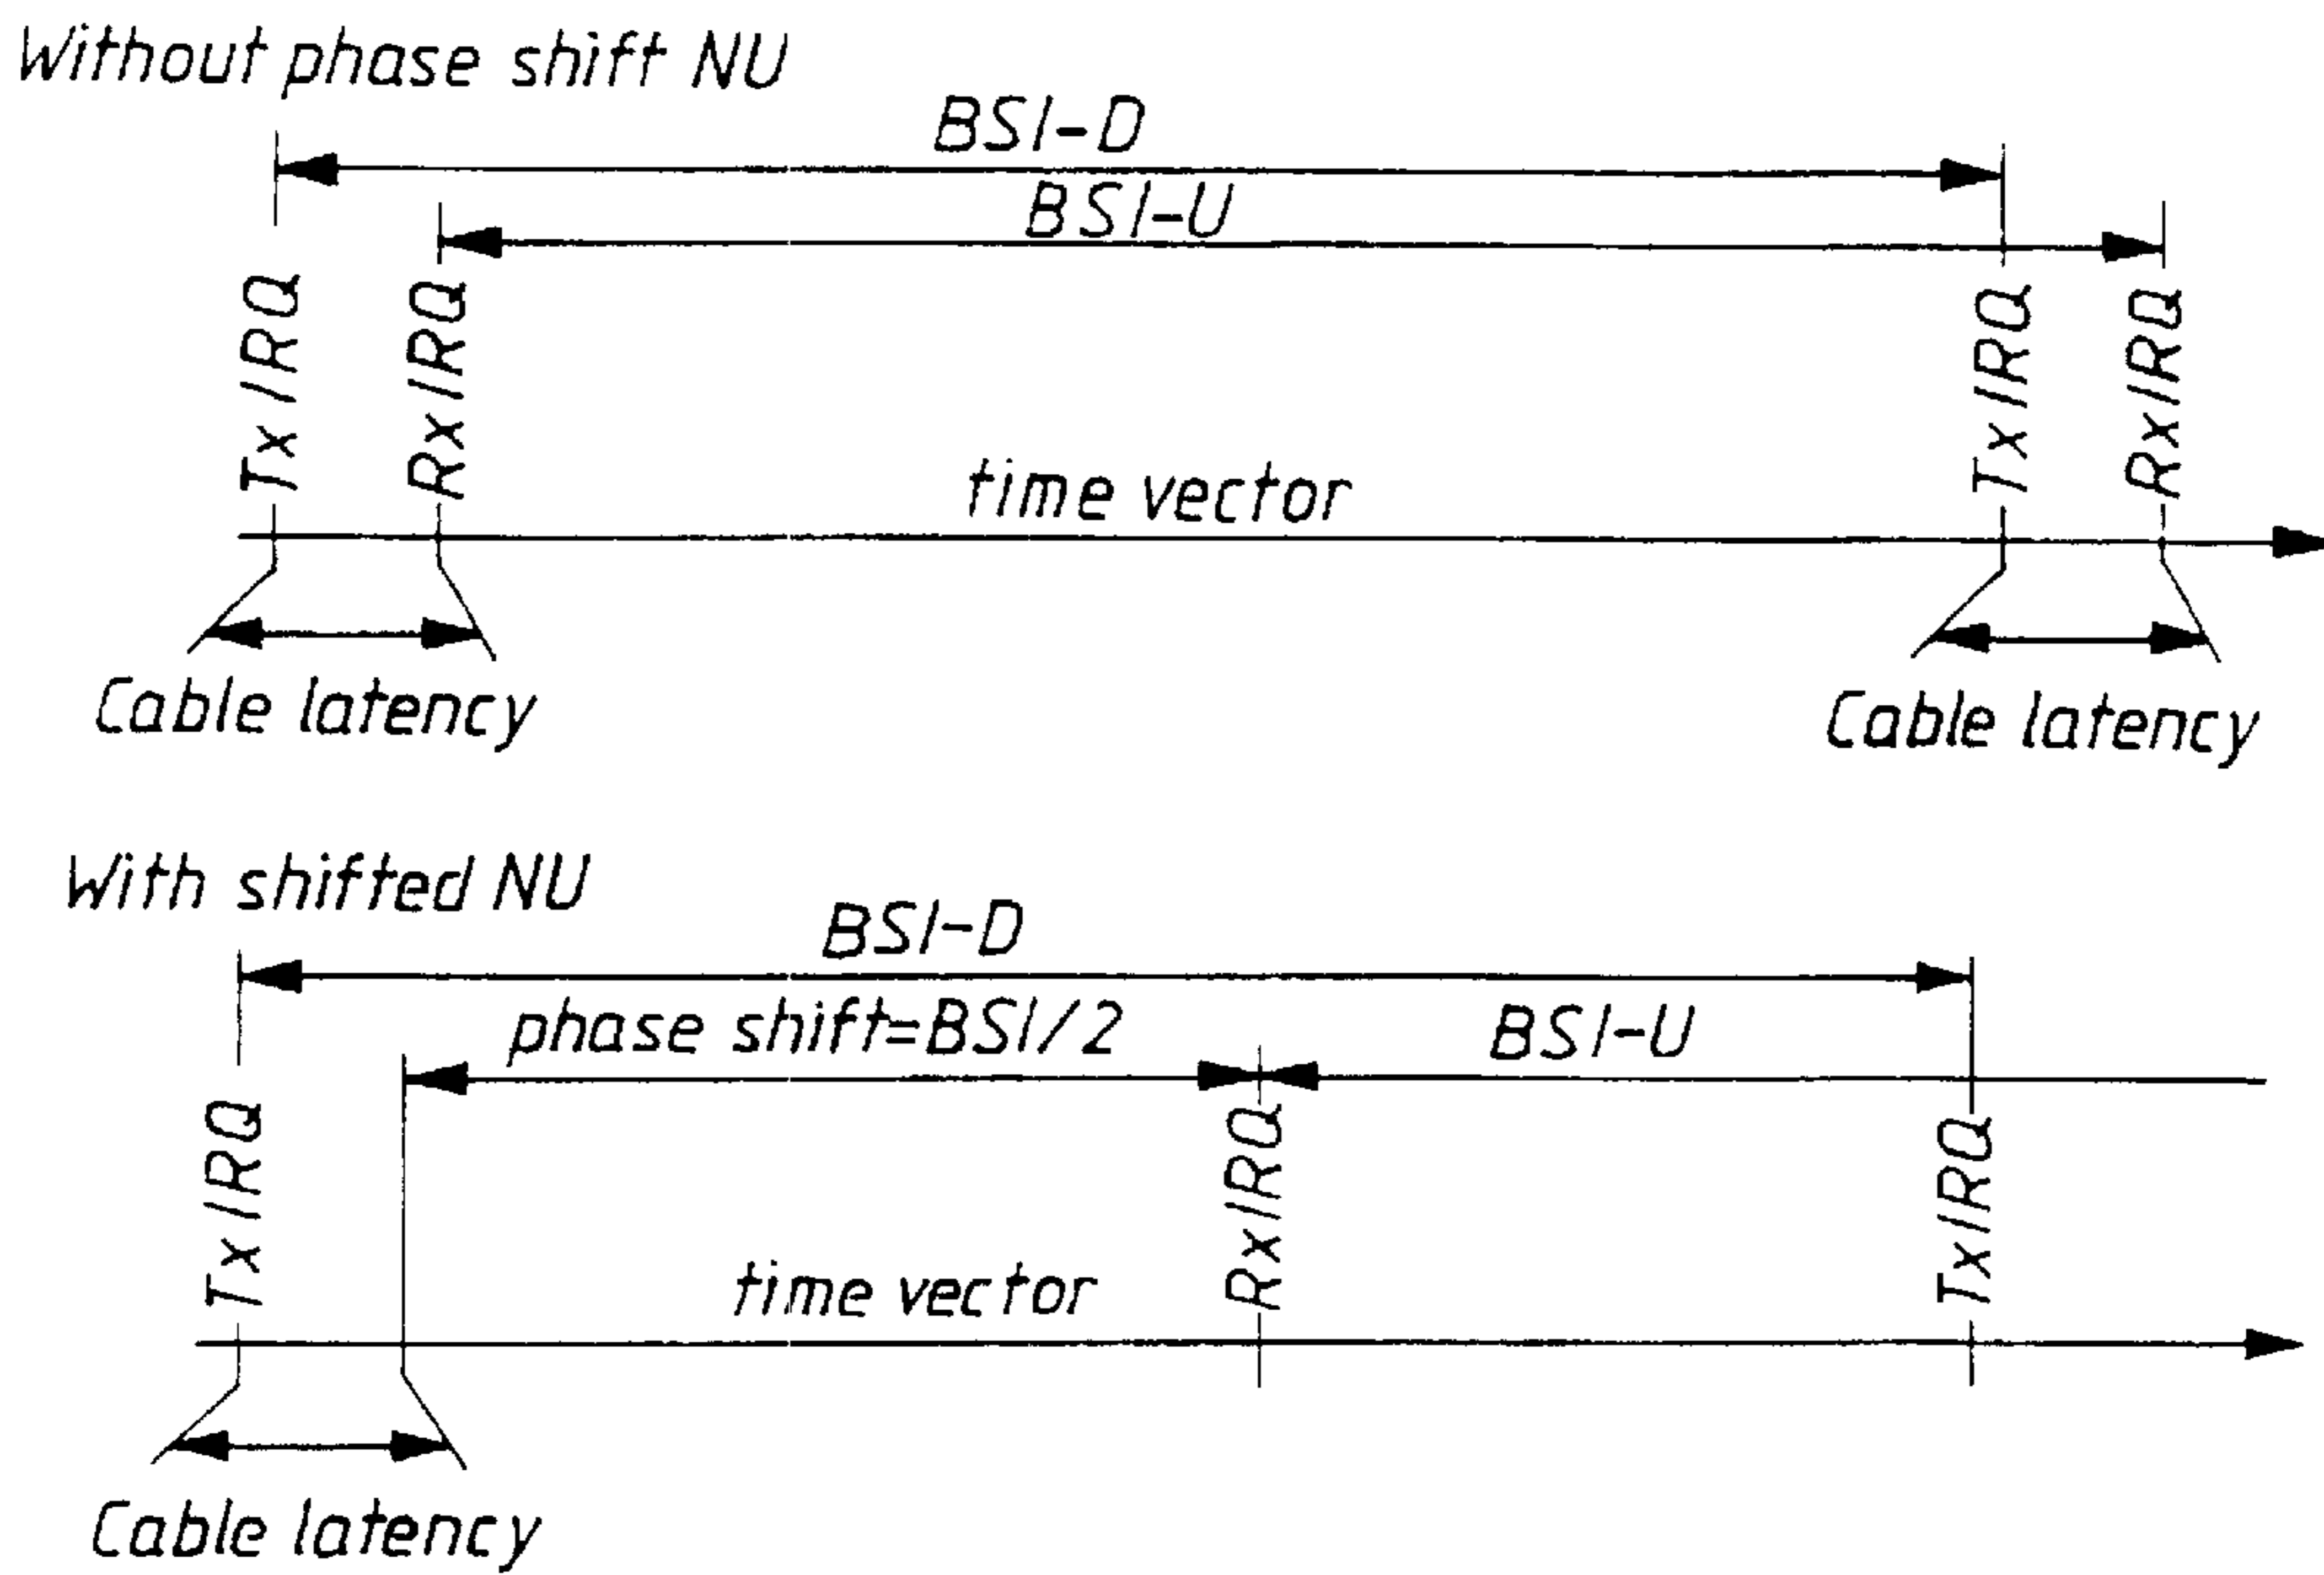 Without phase shift NU
BSI-D
BSI-U
Tx IRQ
Rx IRQ
Tx IRQ
Rx IRQ
time vector
Cable latency
Cable latency
With shifted NU
BSI-D
phase shift=BSI/2
BSI-U
Tx IRQ
Rx IRQ
Tx IRQ
time vector
Cable latency